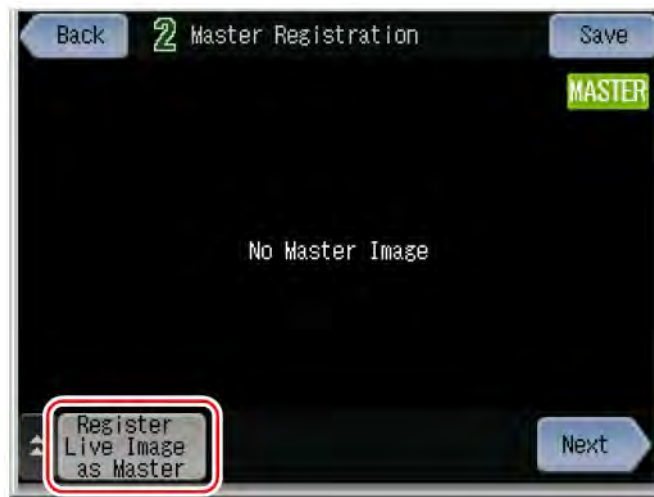 Back
2 Master Registration
Save
MASTER
No Master Image
Register
Live Image
as Master
Next